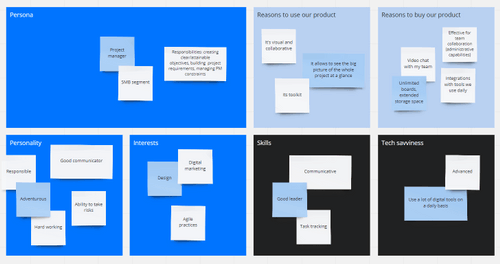 Persona
Project
manager
SMB segment
Responsibilities: creating
clear/attainable
objectives, building project
requirements, managing PM
constraints
Reasons to use our product
It's visual and
collaborative
It allows to see the big
picture of the whole
project at a glance
Its toolkit
Reasons to buy our product
Effective for
team
collaboration
(administrative
capabilities)
Video chat
with my team
Unlimited
boards,
extended
storage space
Integrations
with tools we
use daily
Personality
Responsible
Good communicator
Adventurous
Ability to take
risks
Hard working
Interests
Digital
marketing
Design
Agile
practices
Skills
Communicative
Good leader
Task tracking
Tech savviness
Advanced
Use a lot of digital tools on
a daily basis